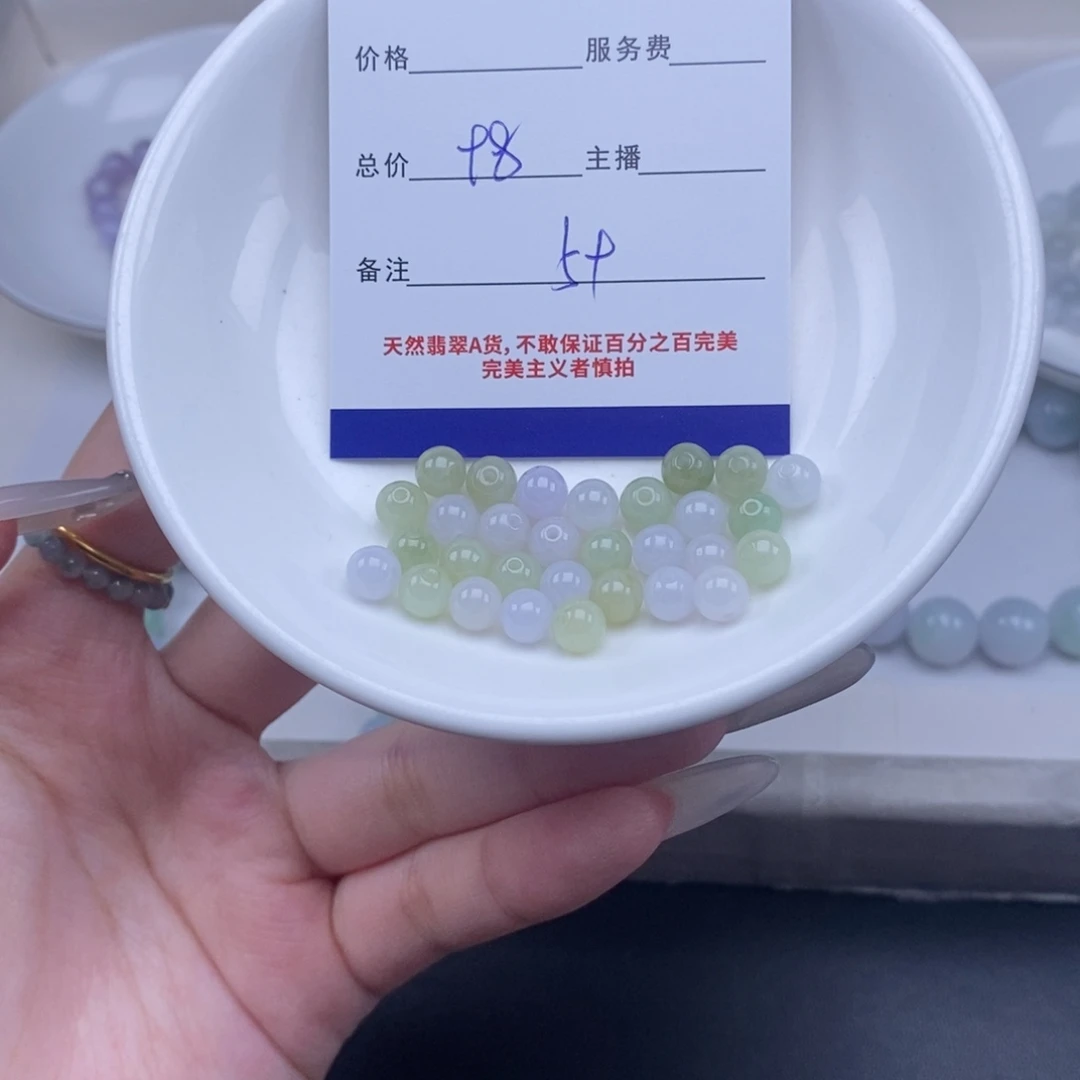 价格 服务费
总价 98 主播
备注
天然翡翠A货,不敢保证百分之百完美
完美主义者慎拍